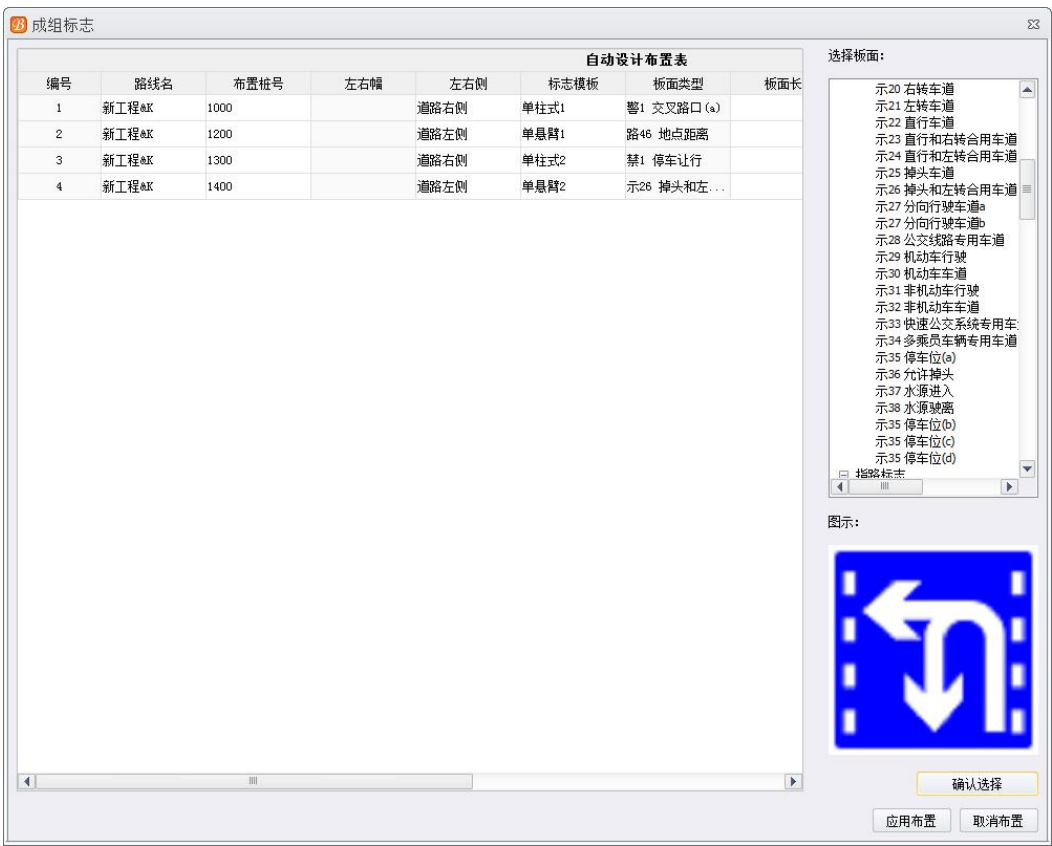 成组标志
自动设计布置表
编号 路线名 布置桩号 左右幅 左右侧 标志模板 板面类型 板面长
1 新工程&K 1000 道路右侧 单柱式1 警1 交叉路口(a)
2 新工程&K 1200 道路左侧 单悬臂1 路46 地点距离
3 新工程&K 1300 道路右侧 单柱式2 禁1 停车让行
4 新工程&K 1400 道路左侧 单悬臂2 示26 掉头和左...
选择板面:
示20 右转车道
示21 左转车道
示22 直行车道
示23 直行和右转合用车道
示24 直行和左转合用车道
示25 掉头车道
示26 掉头和左转合用车道
示27 分向行驶车道a
示27 分向行驶车道b
示28 公交线路专用车道
示29 机动车行驶
示30 机动车车道
示31 非机动车行驶
示32 非机动车车道
示33 快速公交系统专用车
示34 多乘员车辆专用车道
示35 停车位(a)
示36 允许掉头
示37 水源进入
示38 水源驶离
示35 停车位(b)
示35 停车位(c)
示35 停车位(d)
指路标志
图示:
确认选择
应用布置 取消布置